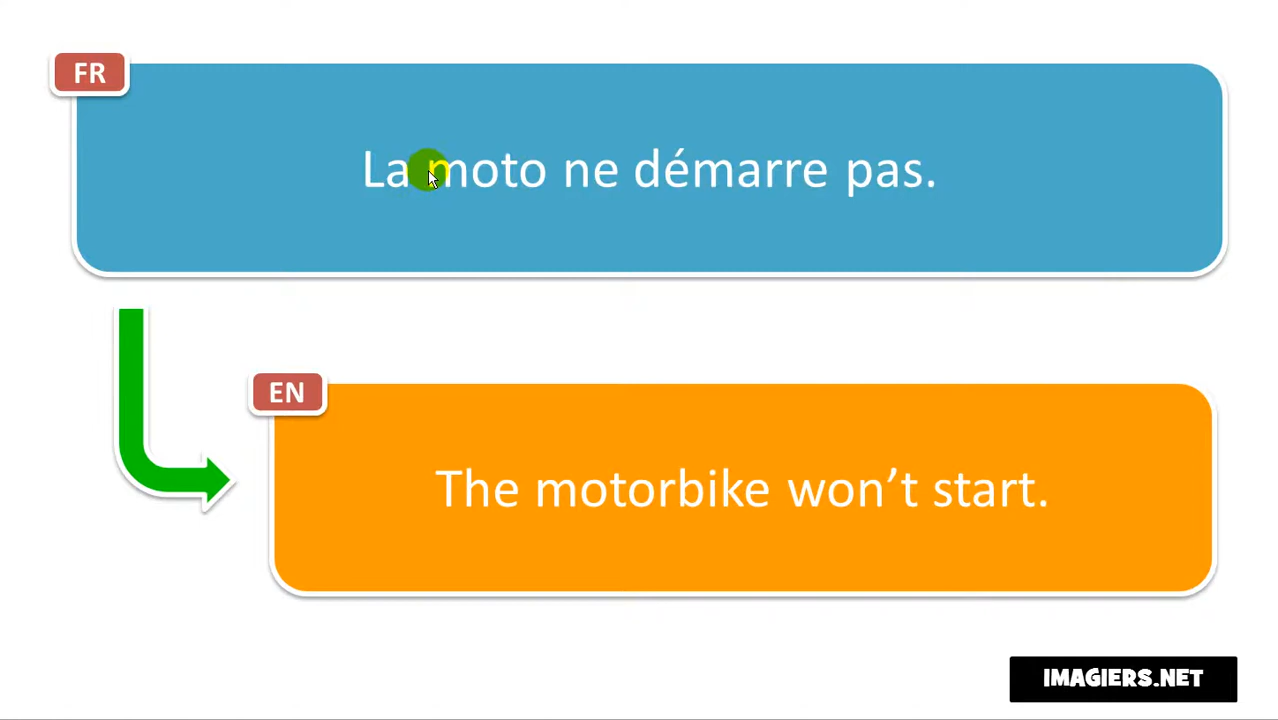 FR
La moto ne démarre pas.
EN
The motorbike won’t start.
IMAGIERS.NET